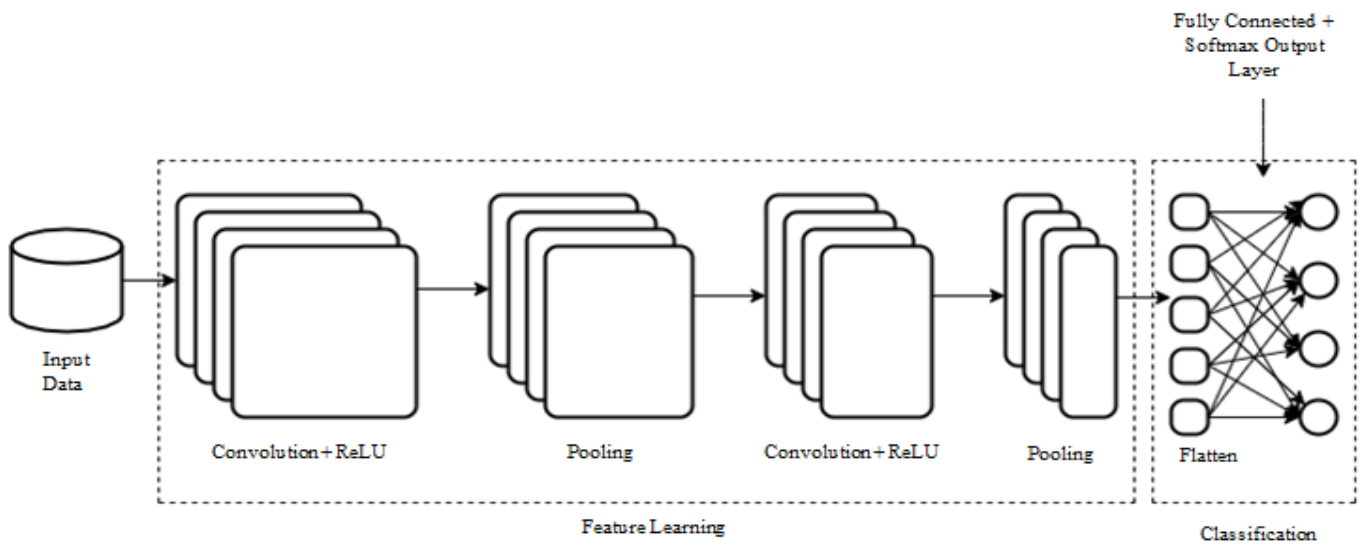 Fully Connected +
Softmax Output
Layer
Input
Data
Convolution+ReLU
Pooling
Convolution+ReLU
Pooling
Flatten
Feature Learning
Classification